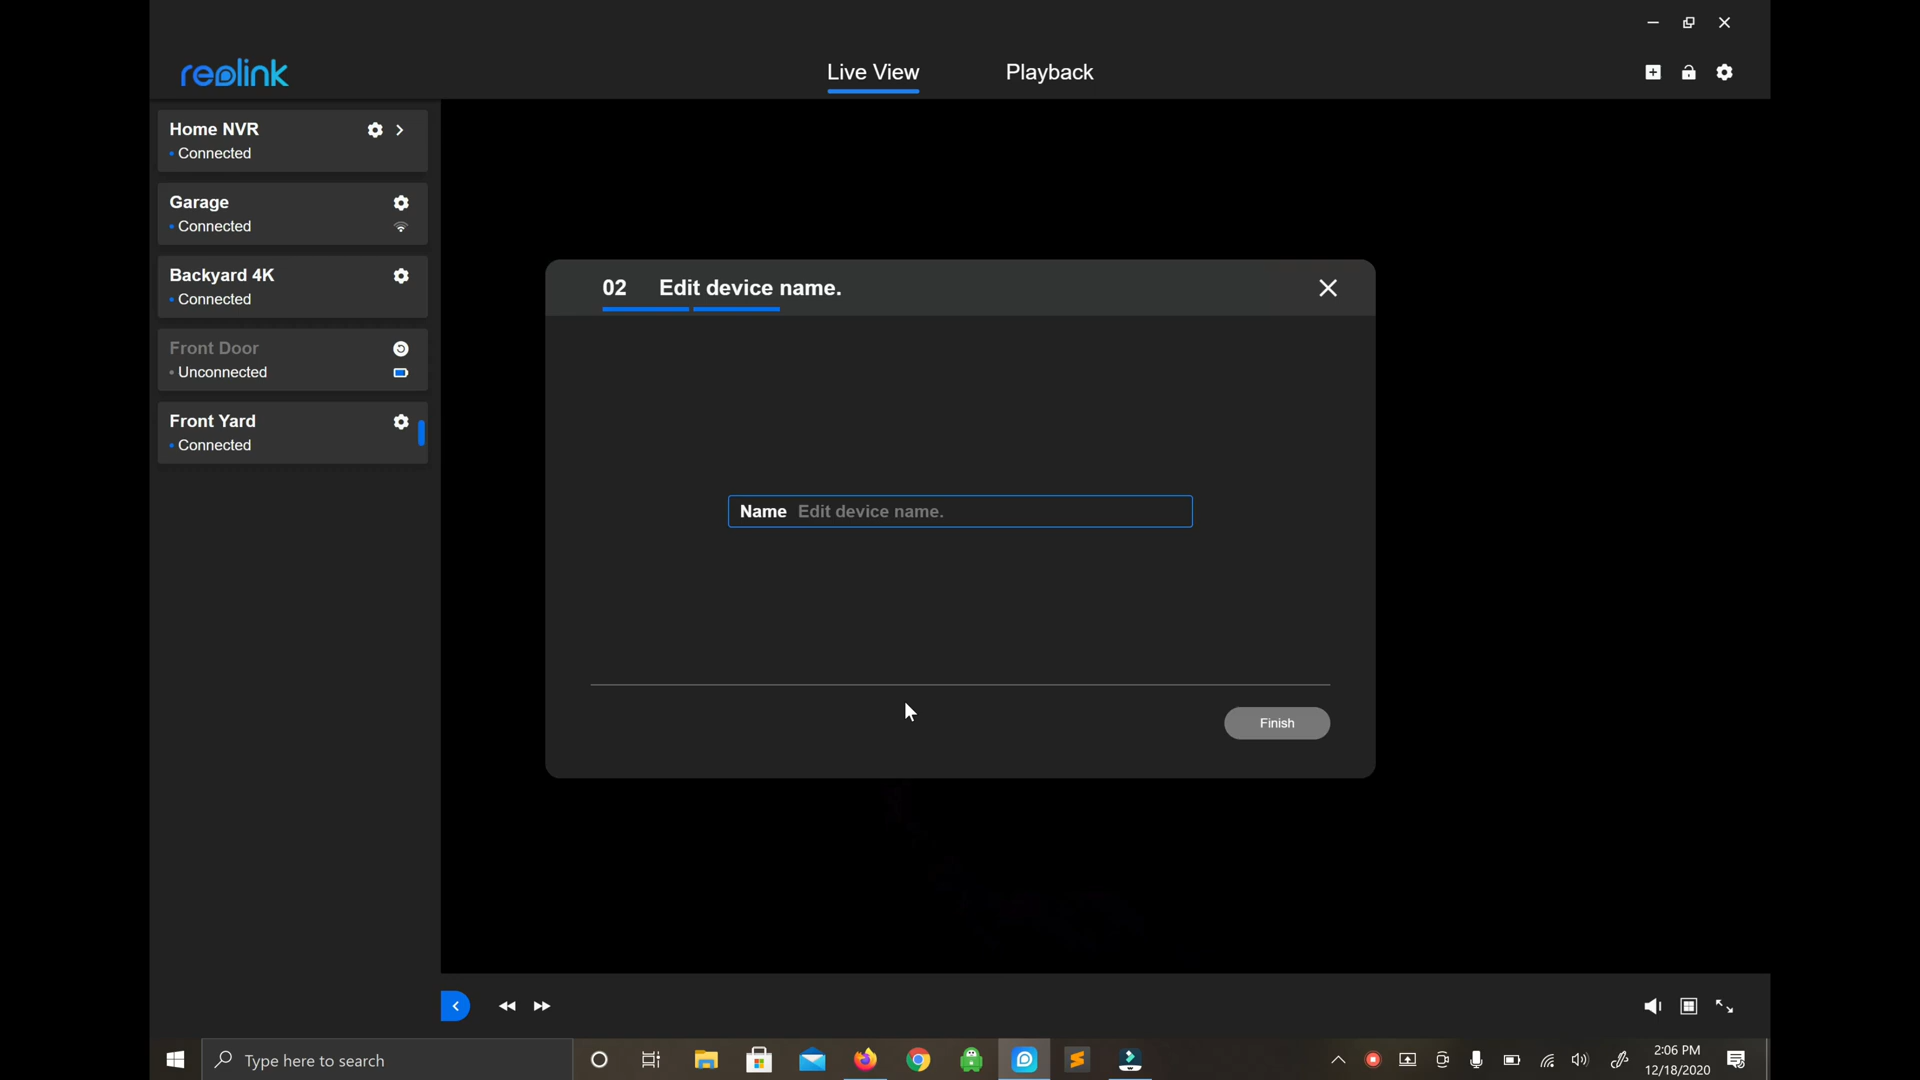 reolink
Live View
Playback
Home NVR
Connected
Garage
Connected
Backyard 4K
Connected
Front Door
Unconnected
Front Yard
Connected
02 Edit device name.
Name Edit device name.
Finish
Type here to search
2:06 PM
12/18/2020